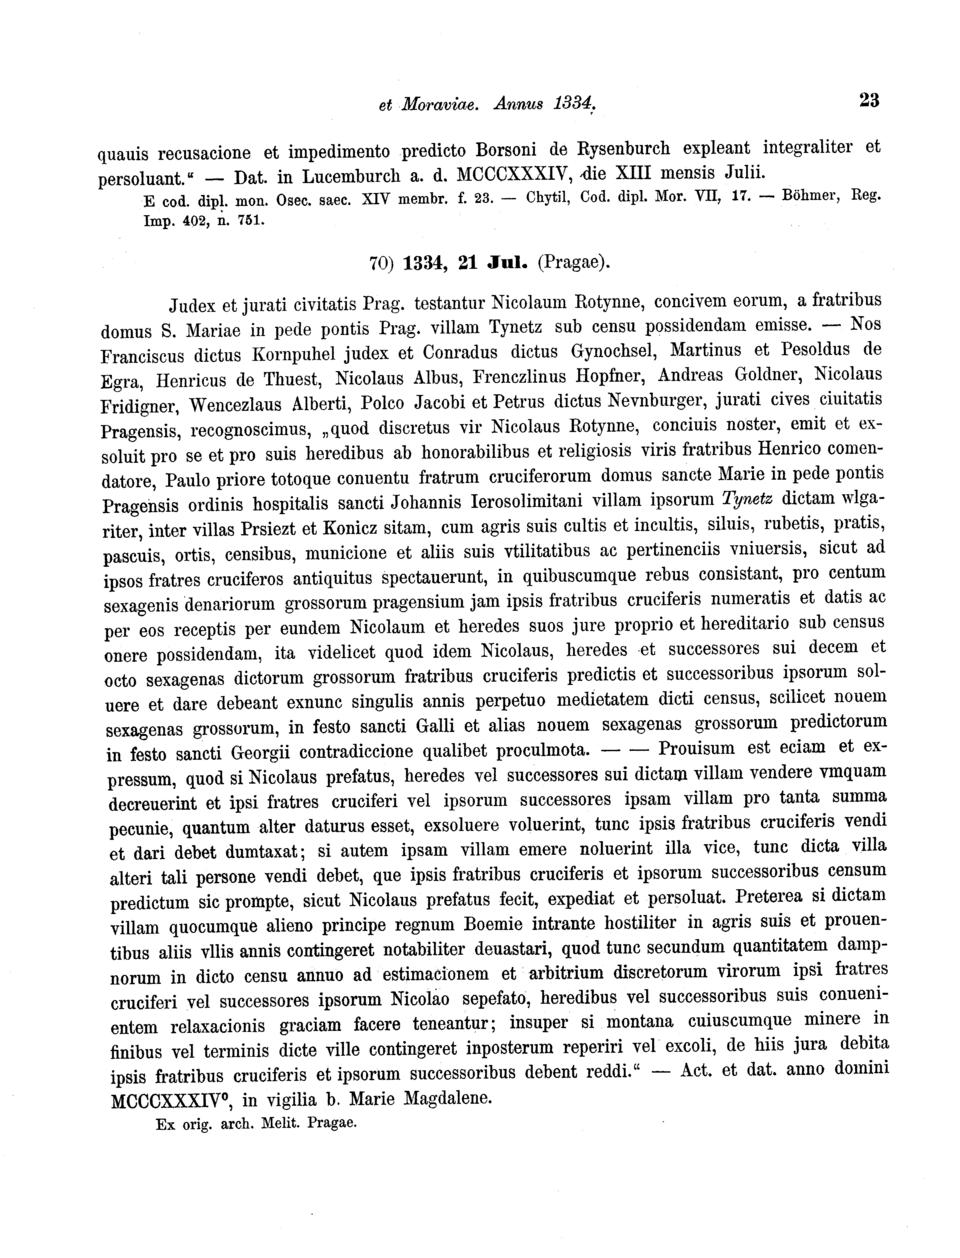 et Moraviae. Annus 1334. 23
quauis recusacione et impedimento predicto Borsoni de Rysenburch expleant integraliter et
persoluant.“ — Dat. in Lucemburch a. d. MCCCXXXIV, die XIII mensis Julii.
E cod. dipl. mon. Osec. saec. XIV membr. f. 23. — Chytil, Cod. dipl. Mor. VII, 17. — Böhmer, Reg.
Imp. 402, n. 751.
70) 1334, 21 Jul. (Pragae).
Judex et jurati civitatis Prag. testantur Nicolaum Rotynne, concivem eorum, a fratribus
domus S. Mariae in pede pontis Prag. villam Tynetz sub censu possidendam emisse. — Nos
Franciscus dictus Kornpuhel judex et Conradus dictus Gynochsel, Martinus et Pesoldus de
Egra, Henricus de Thuest, Nicolaus Albus, Frenczlinus Hopfner, Andreas Goldner, Nicolaus
Fridigner, Wencezlaus Alberti, Polco Jacobi et Petrus dictus Nevnburger, jurati cives ciuitatis
Pragensis, recognoscimus, „quod discretus vir Nicolaus Rotynne, conciuis noster, emit et ex-
soluit pro se et pro suis heredibus ab honorabilibus et religiosis viris fratribus Henrico comen-
datore, Paulo priore totoque conuentu fratrum cruciferorum domus sancte Marie in pede pontis
Pragensis ordinis hospitalis sancti Johannis Ierosolimitani villam ipsorum Tynetz dictam wlga-
riter, inter villas Prsiezt et Konicz sitam, cum agris suis cultis et incultis, siluis, rubetis, pratis,
pascuis, ortis, censibus, municione et aliis suis vtilitatibus ac pertinenciis vniuersis, sicut ad
ipsos fratres cruciferos antiquitus spectauerunt, in quibuscumque rebus consistant, pro centum
sexagenis denariorum grossorum pragensium jam ipsis fratribus cruciferis numeratis et datis ac
per eos receptis per eundem Nicolaum et heredes suos jure proprio et hereditario sub census
onere possidendam, ita videlicet quod idem Nicolaus, heredes et successores sui decem et
octo sexagenas dictorum grossorum fratribus cruciferis predictis et successoribus ipsorum sol-
uere et dare debeant exnunc singulis annis perpetuo medietatem dicti census, scilicet nouem
sexagenas grossorum, in festo sancti Galli et alias nouem sexagenas grossorum predictorum
in festo sancti Georgii contradiccione qualibet proculmota. — — Prouisum est eciam et ex-
pressum, quod si Nicolaus prefatus, heredes vel successores sui dictam villam vendere vmquam
decreuerint et ipsi fratres cruciferi vel ipsorum successores ipsam villam pro tanta summa
pecunie, quantum alter daturus esset, exsoluere voluerint, tunc ipsis fratribus cruciferis vendi
et dari debet dumtaxat; si autem ipsam villam emere noluerint illa vice, tunc dicta villa
alteri tali persone vendi debet, que ipsis fratribus cruciferis et ipsorum successoribus censum
predictum sic prompte, sicut Nicolaus prefatus fecit, expediat et persoluat. Preterea si dictam
villam quocumque alieno principe regnum Boemie intrante hostiliter in agris suis et prouen-
tibus aliis vllis annis contingeret notabiliter deuastari, quod tunc secundum quantitatem damp-
norum in dicto censu annuo ad estimacionem et arbitrium discretorum virorum ipsi fratres
cruciferi vel successores ipsorum Nicolao sepefato, heredibus vel successoribus suis conueni-
entem relaxacionis graciam facere teneantur; insuper si montana cuiuscumque minere in
finibus vel terminis dicte ville contingeret inposterum reperiri vel excoli, de hiis jura debita
ipsis fratribus cruciferis et ipsorum successoribus debent reddi.“ — Act. et dat. anno domini
MCCCXXXIV⁰, in vigilia b. Marie Magdalene.
Ex orig. arch. Melit. Pragae.